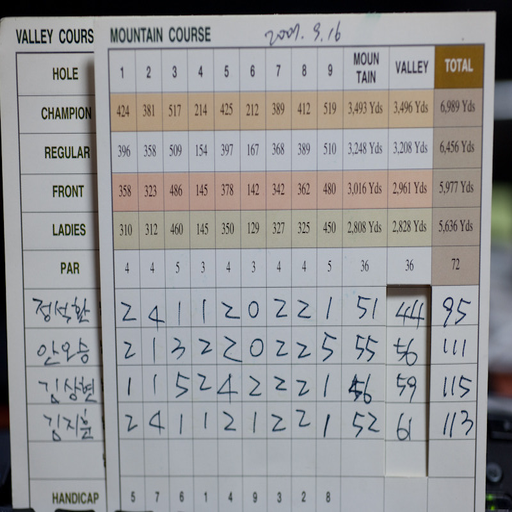 VALLEY COURS MOUNTAIN COURSE 2007. 9. 16
HOLE 1 2 3 4 5 6 7 8 9 MOUN TAIN VALLEY TOTAL
CHAMPION 424 381 517 214 425 212 389 412 519 3,493 Yds 3,496 Yds 6,989 Yds
REGULAR 396 358 509 154 397 167 368 389 510 3,248 Yds 3,208 Yds 6,456 Yds
FRONT 358 323 486 145 378 142 342 362 480 3,016 Yds 2,961 Yds 5,977 Yds
LADIES 310 312 460 145 350 129 327 325 450 2,808 Yds 2,828 Yds 5,636 Yds
PAR 4 4 5 3 4 3 4 4 5 36 36 72
정석환 2 4 1 1 2 0 2 2 1 51 44 95
안오승 2 1 3 2 2 0 2 2 5 55 56 111
김상현 1 1 5 2 4 2 2 2 1 56 59 115
김지훈 2 4 1 1 2 1 2 2 1 52 61 113
HANDICAP 5 7 6 1 4 9 3 2 8